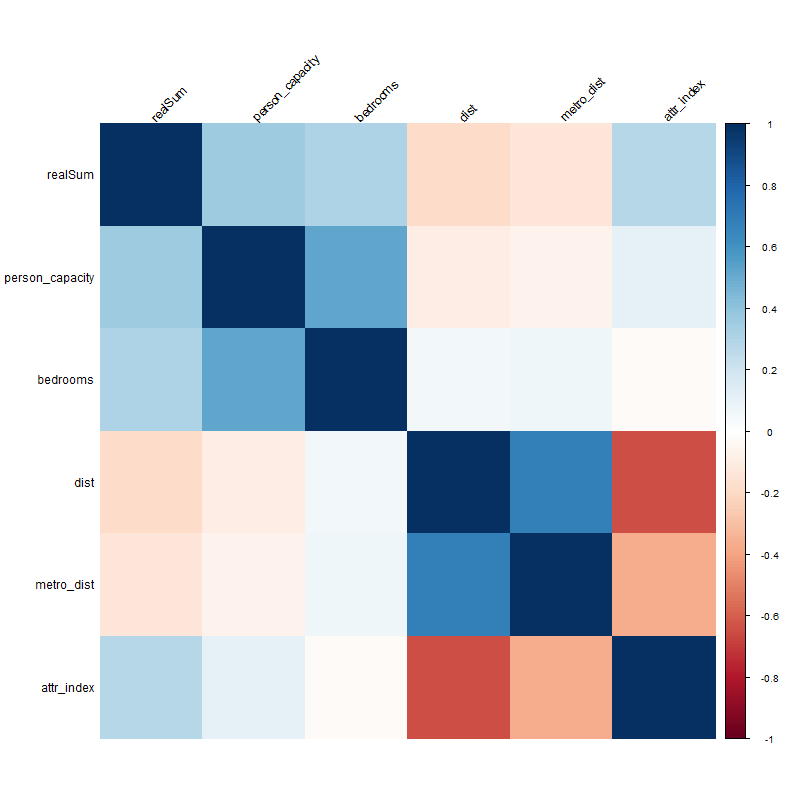 realSum person_capacity bedrooms dist metro_dist attr_index
realSum
person_capacity
bedrooms
dist
metro_dist
attr_index
1
0.8
0.6
0.4
0.2
0
-0.2
-0.4
-0.6
-0.8
-1